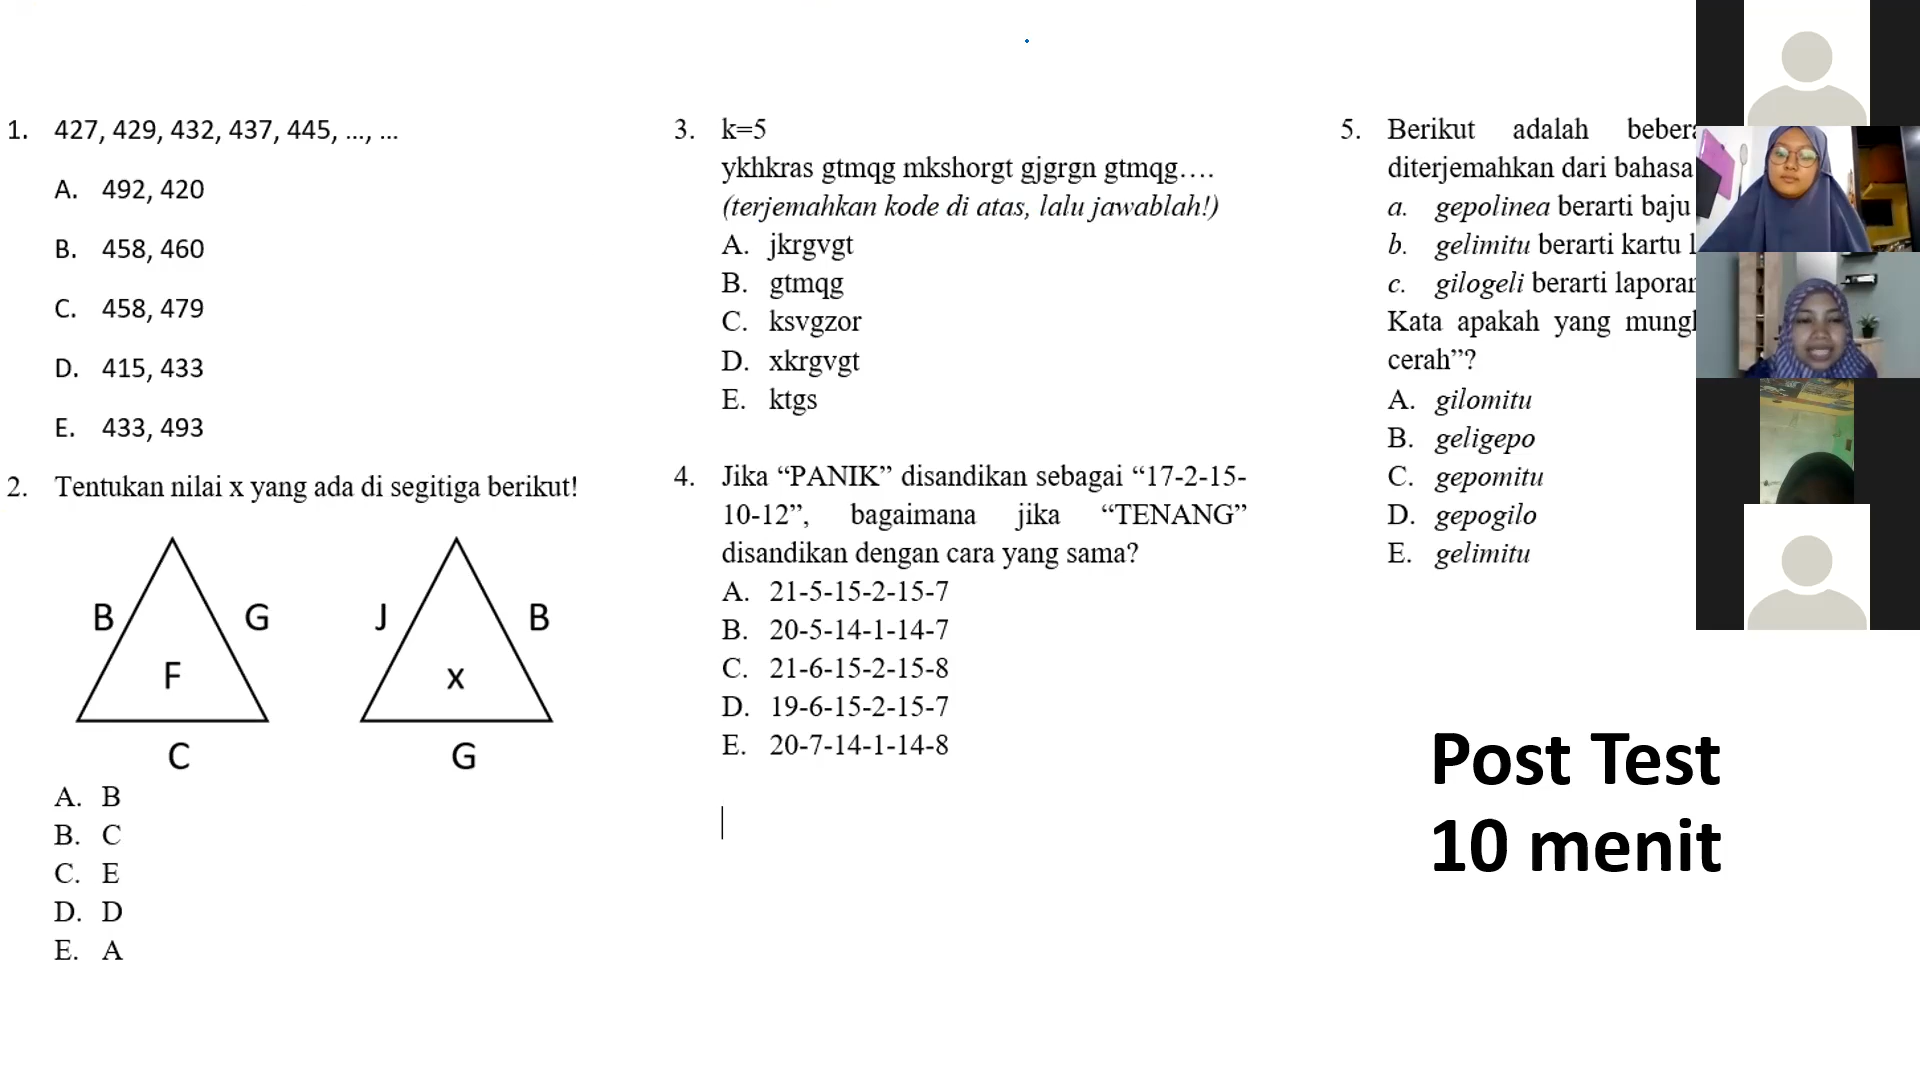 1. 427, 429, 432, 437, 445, ..., ...
A. 492, 420
B. 458, 460
C. 458, 479
D. 415, 433
E. 433, 493
2. Tentukan nilai x yang ada di segitiga berikut!
B G
F
C
J B
x
G
A. B
B. C
C. E
D. D
E. A
3. k=5
ykhkras gtmqg mkshorgt gjgrgn gtmqg….
(terjemahkan kode di atas, lalu jawablah!)
A. jkrgvgt
B. gtmqg
C. ksvgzor
D. xkrgvgt
E. ktgs
4. Jika “PANIK” disandikan sebagai “17-2-15-
10-12”, bagaimana jika “TENANG”
disandikan dengan cara yang sama?
A. 21-5-15-2-15-7
B. 20-5-14-1-14-7
C. 21-6-15-2-15-8
D. 19-6-15-2-15-7
E. 20-7-14-1-14-8
5. Berikut adalah
diterjemahkan dari bahasa
a. gepolinea berarti baju
b. gelimitu berarti kartu
c. gilogeli berarti
Kata apakah yang
cerah”?
A. gilomitu
B. geligepo
C. gepomitu
D. gepogilo
E. gelimitu
Post Test
10 menit